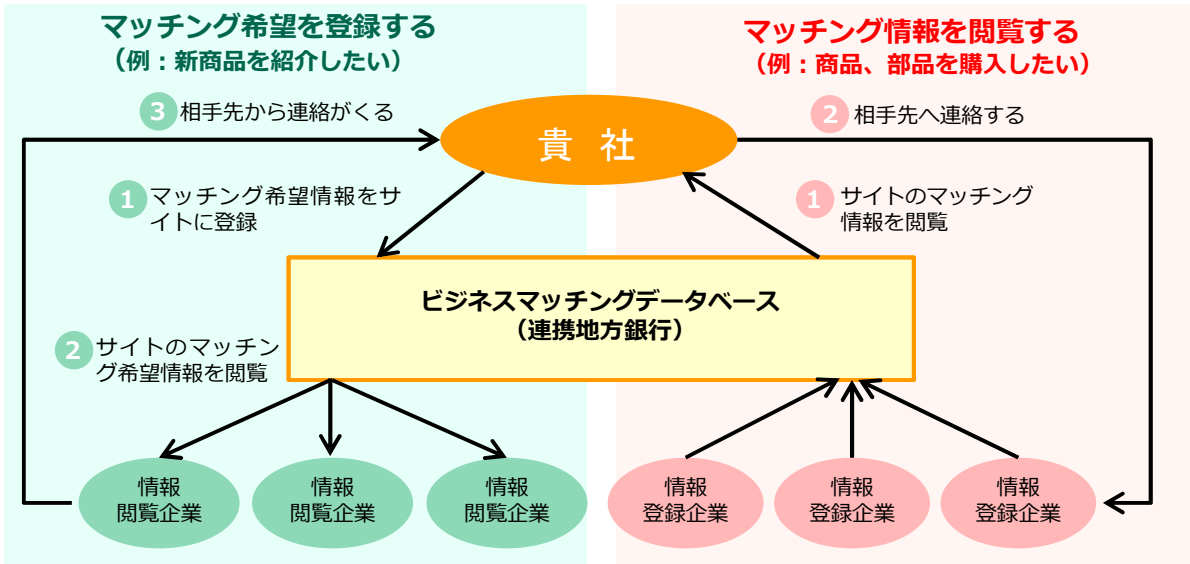 マッチング希望を登録する
（例：新商品を紹介したい）
3 相手先から連絡がくる
1 マッチング希望情報をサ
イトに登録
2 サイトのマッチン
グ希望情報を閲覧
マッチング情報を閲覧する
（例：商品、部品を購入したい）
2 相手先へ連絡する
1 サイトのマッチング
情報を閲覧
貴 社
ビジネスマッチングデータベース
（連携地方銀行）
情報
閲覧企業
情報
閲覧企業
情報
閲覧企業
情報
登録企業
情報
登録企業
情報
登録企業